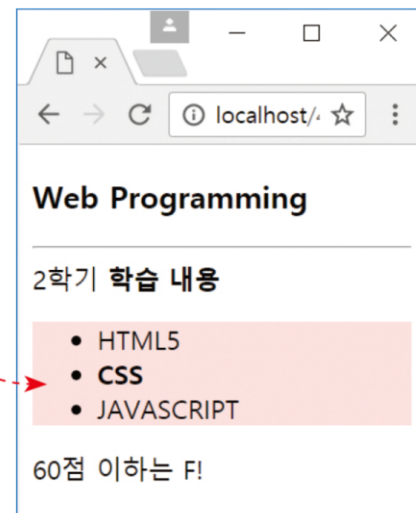 localhost/
Web Programming
2학기 학습 내용
HTML5
CSS
JAVASCRIPT
60점 이하는 F!